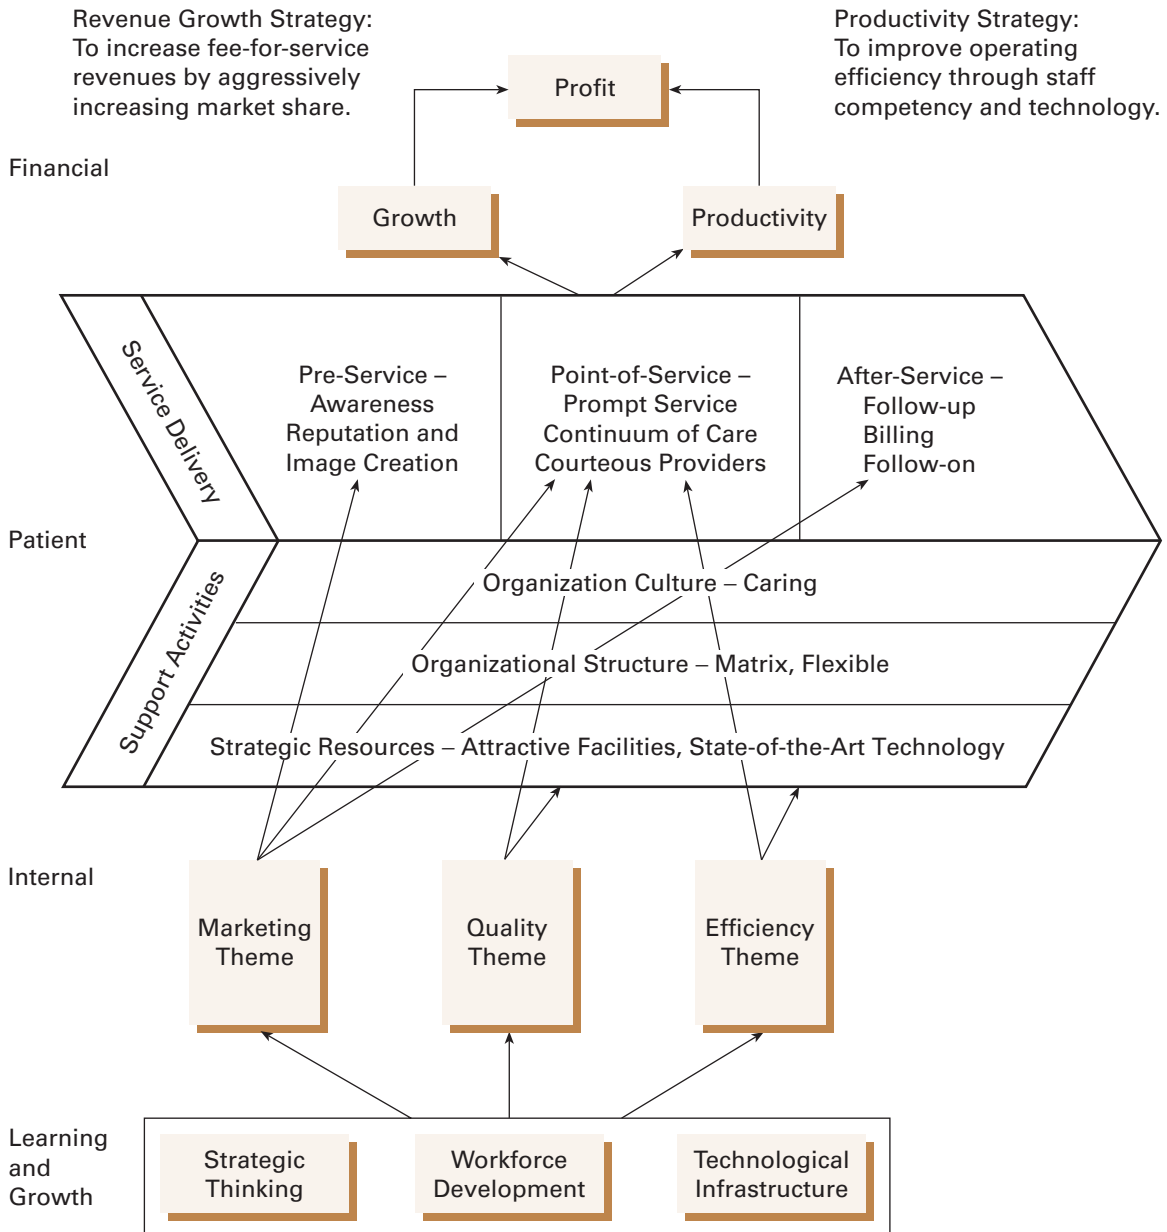 Revenue Growth Strategy:
To increase fee-for-service
revenues by aggressively
increasing market share.
Productivity Strategy:
To improve operating
efficiency through staff
competency and technology.
Profit
Financial
Growth
Productivity
Service Delivery
Pre-Service –
Awareness
Reputation and
Image Creation
Point-of-Service –
Prompt Service
Continuum of Care
Courteous Providers
After-Service –
Follow-up
Billing
Follow-on
Patient
Support Activities
Organization Culture – Caring
Organizational Structure – Matrix, Flexible
Strategic Resources – Attractive Facilities, State-of-the-Art Technology
Internal
Marketing
Theme
Quality
Theme
Efficiency
Theme
Learning
and
Growth
Strategic
Thinking
Workforce
Development
Technological
Infrastructure